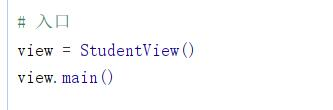 # 入口
view = StudentView()
view.main()